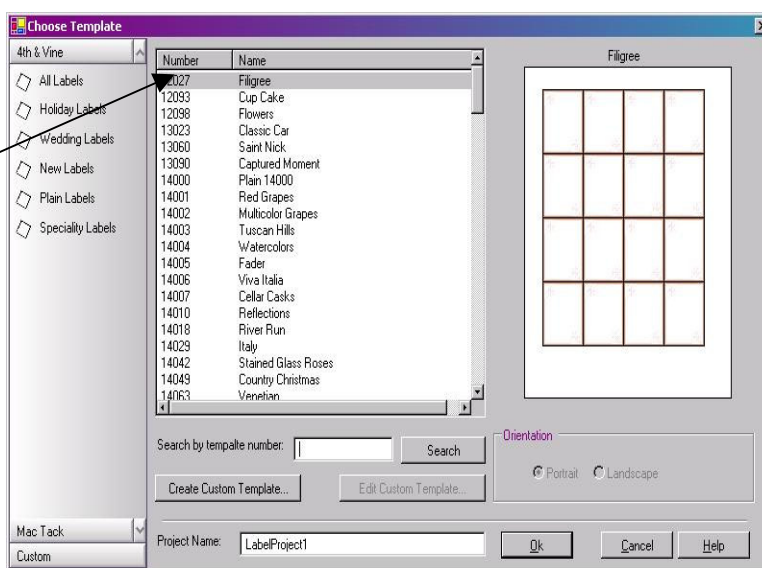 Choose Template
4th & Vine
All Labels
Holiday Labels
Wedding Labels
New Labels
Plain Labels
Speciality Labels
Mac Tack
Custom
Number Name
Filigree
12093 Cup Cake
12098 Flowers
13023 Classic Car
13060 Saint Nick
13090 Captured Moment
14000 Plain 14000
14001 Red Grapes
14002 Multicolor Grapes
14003 Tuscan Hills
14004 Watercolors
14005 Fader
14006 Viva Italia
14007 Cellar Casks
14010 Reflections
14018 River Run
14029 Italy
14042 Stained Glass Roses
14049 Country Christmas
14063 Venetian
Search by tempalte number: Search
Create Custom Template... Edit Custom Template...
Project Name: LabelProject1
Filigree
Orientation
Portrait Landscape
Ok Cancel Help